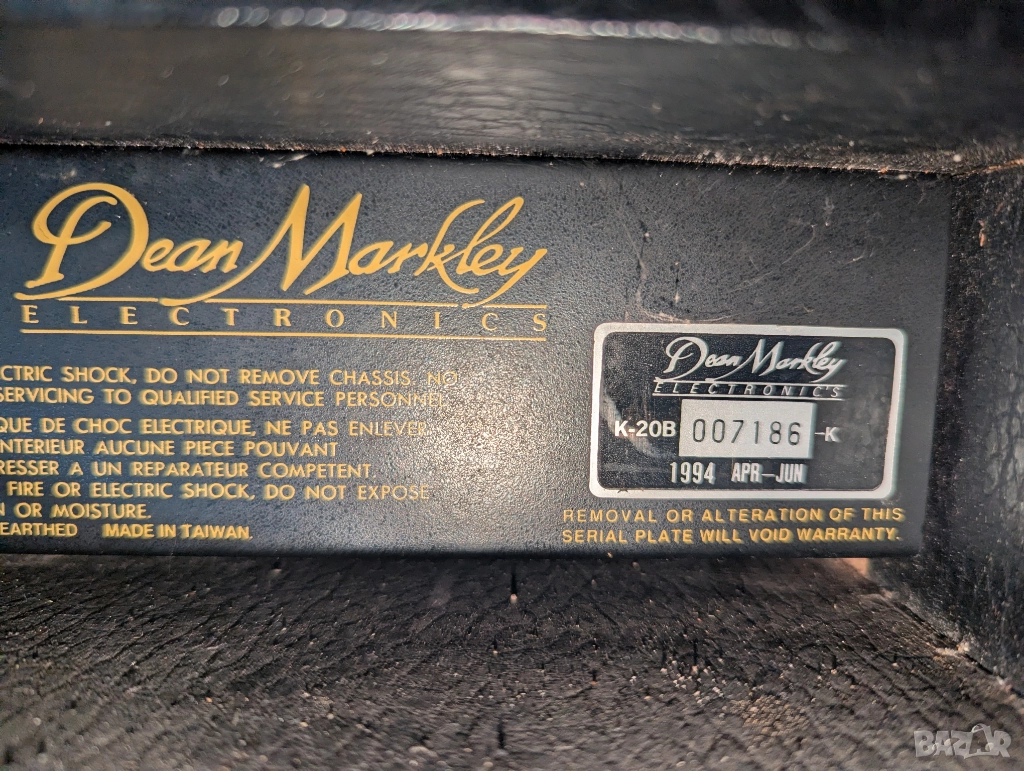 Dean Markley
ELECTRONICS
CTRIC SHOCK, DO NOT REMOVE CHASSIS. NO
SERVICING TO QUALIFIED SERVICE PERSONNEL
QUE DE CHOC ELECTRIQUE, NE PAS ENLEVER
INTERIEUR AUCUNE PIECE POUVANT
RESSER A UN REPARATEUR COMPETENT.
FIRE OR ELECTRIC SHOCK, DO NOT EXPOSE
N OR MOISTURE.
EARTHED MADE IN TAIWAN.
Dean Markley
ELECTRONICS
K-20B 007186 -K
1994 APR-JUN
REMOVAL OR ALTERATION OF THIS
SERIAL PLATE WILL VOID WARRANTY.
BAZAR